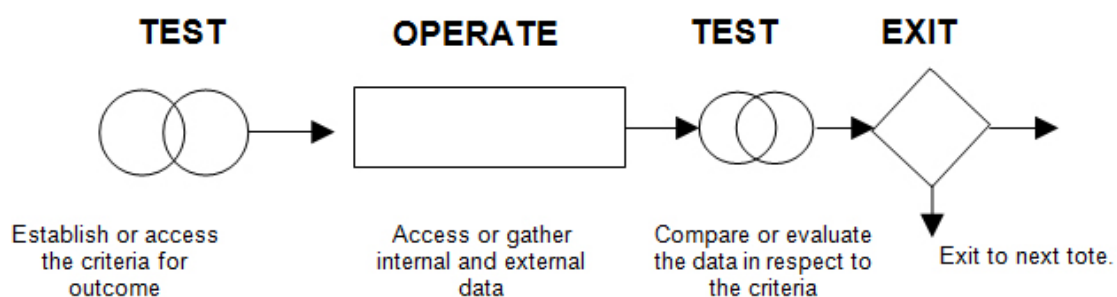 TEST
OPERATE
TEST
EXIT
Establish or access
the criteria for
outcome
Access or gather
internal and external
data
Compare or evaluate
the data in respect to
the criteria
Exit to next tote.